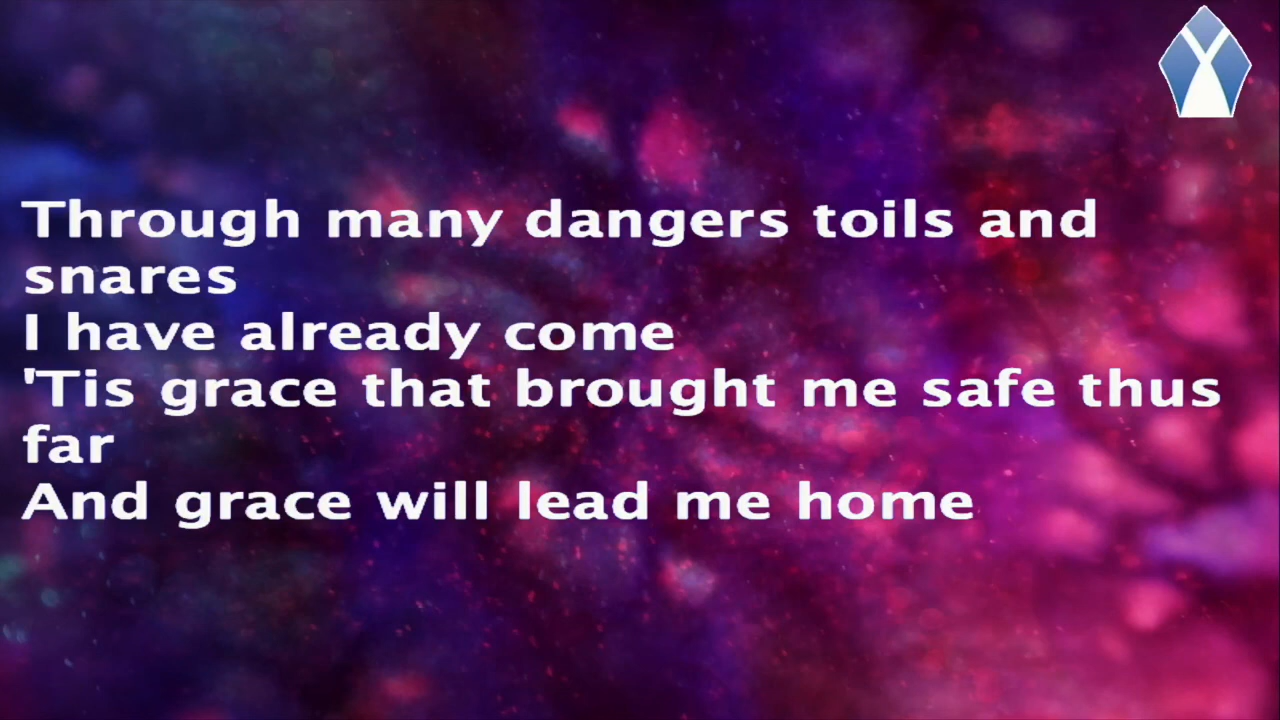 Through many dangers toils and
snares
I have already come
'Tis grace that brought me safe thus
far
And grace will lead me home